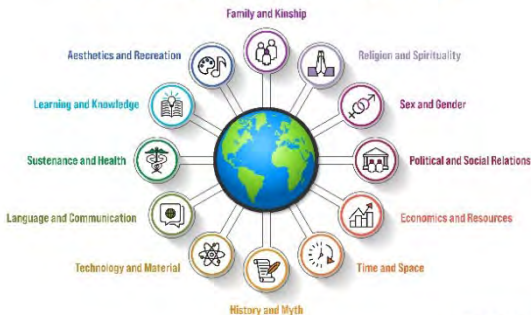 Family and Kinship
Aesthetics and Recreation
Religion and Spirituality
Learning and Knowledge
Sex and Gender
Sustenance and Health
Political and Social Relations
Language and Communication
Economics and Resources
Technology and Material
Time and Space
History and Myth